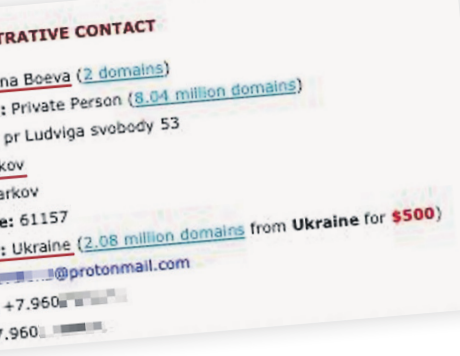 TRATIVE CONTACT
na Boeva (2 domains)
: Private Person (8.04 million domains)
pr Ludviga svobody 53
kov
arkov
e: 61157
: Ukraine (2.08 million domains from Ukraine for $500)
@protonmail.com
+7.960
7.960